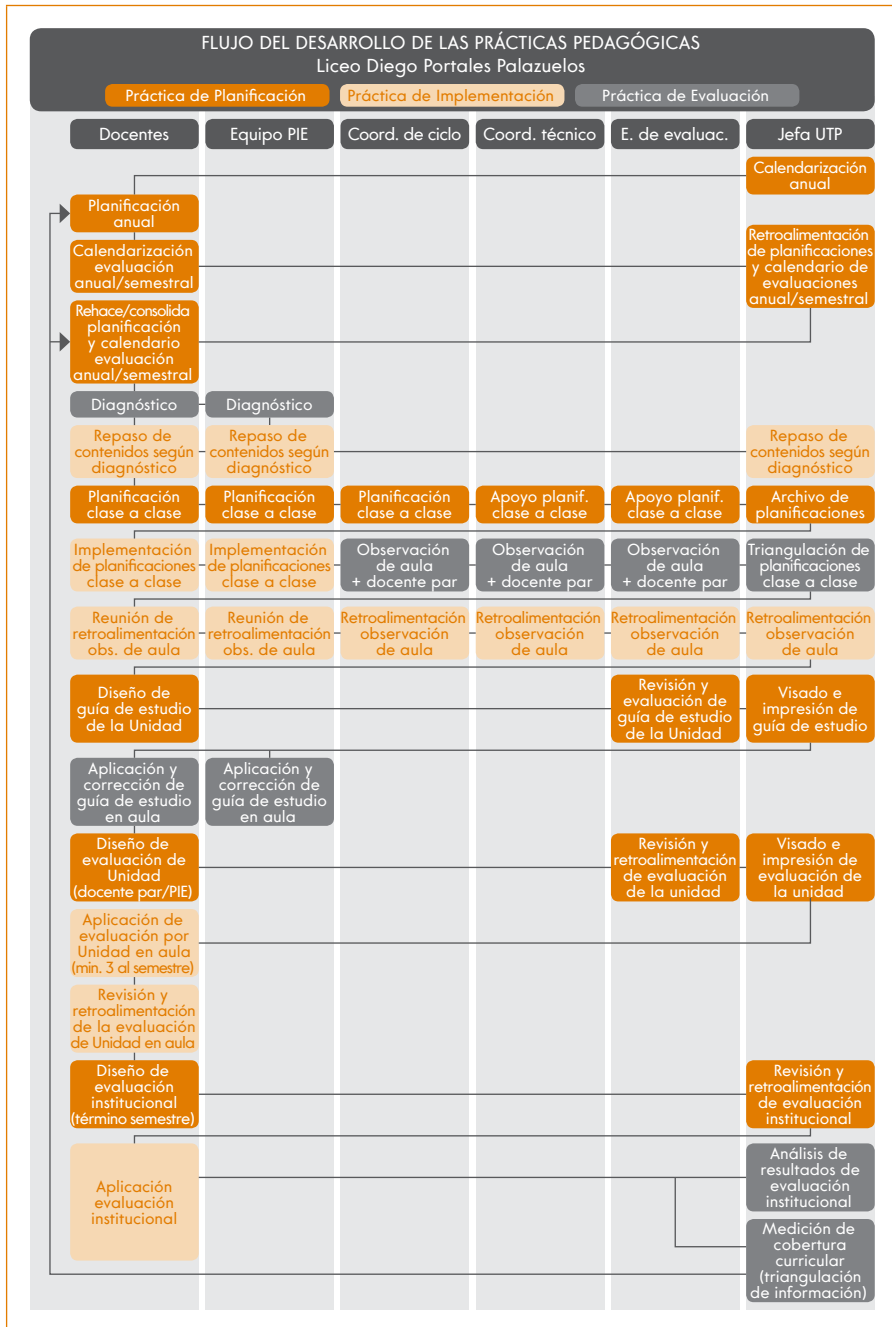 FLUJO DEL DESARROLLO DE LAS PRÁCTICAS PEDAGÓGICAS
Liceo Diego Portales Palazuelos
Práctica de Planificación
Práctica de Implementación
Práctica de Evaluación
Docentes
Equipo PIE
Coord. de ciclo
Coord. técnico
E. de evaluac.
Jefa UTP
Calendarización
anual
Planificación
anual
Calendarización
evaluación
anual/semestral
Retroalimentación
de planificaciones
y calendario de
evaluaciones
anual/semestral
Rehace/consolida
planificación
y calendario
evaluación
anual/semestral
Diagnóstico
Diagnóstico
Repaso de
contenidos según
diagnóstico
Repaso de
contenidos según
diagnóstico
Repaso de
contenidos según
diagnóstico
Planificación
clase a clase
Planificación
clase a clase
Planificación
clase a clase
Apoyo planif.
clase a clase
Apoyo planif.
clase a clase
Archivo de
planificaciones
Implementación
de planificaciones
clase a clase
Implementación
de planificaciones
clase a clase
Observación
de aula
+ docente par
Observación
de aula
+ docente par
Observación
de aula
+ docente par
Triangulación de
planificaciones
clase a clase
Reunión de
retroalimentación
obs. de aula
Reunión de
retroalimentación
obs. de aula
Retroalimentación
observación
de aula
Retroalimentación
observación
de aula
Retroalimentación
observación
de aula
Retroalimentación
observación
de aula
Diseño de
guía de estudio
de la Unidad
Revisión y
evaluación de
guía de estudio
de la Unidad
Visado e
impresión de
guía de estudio
Aplicación y
corrección de
guía de estudio
en aula
Aplicación y
corrección de
guía de estudio
en aula
Diseño de
evaluación de
Unidad
(docente par/PIE)
Revisión y
retroalimentación
de evaluación
de la unidad
Visado e
impresión de
evaluación de
la unidad
Aplicación de
evaluación por
Unidad en aula
(min. 3 al semestre)
Revisión y
retroalimentación
de la evaluación
de Unidad en aula
Diseño de
evaluación
institucional
(término semestre)
Revisión y
retroalimentación
de evaluación
institucional
Aplicación
evaluación
institucional
Análisis de
resultados de
evaluación
institucional
Medición de
cobertura
curricular
(triangulación
de información)